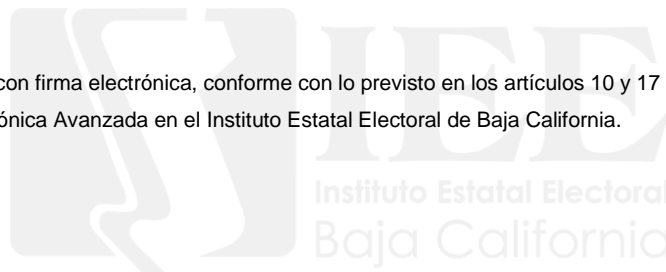 con firma electrónica, conforme con lo previsto en los artículos 10 y 17
ónica Avanzada en el Instituto Estatal Electoral de Baja California.
IEE
Instituto Estatal Electoral
Baja California